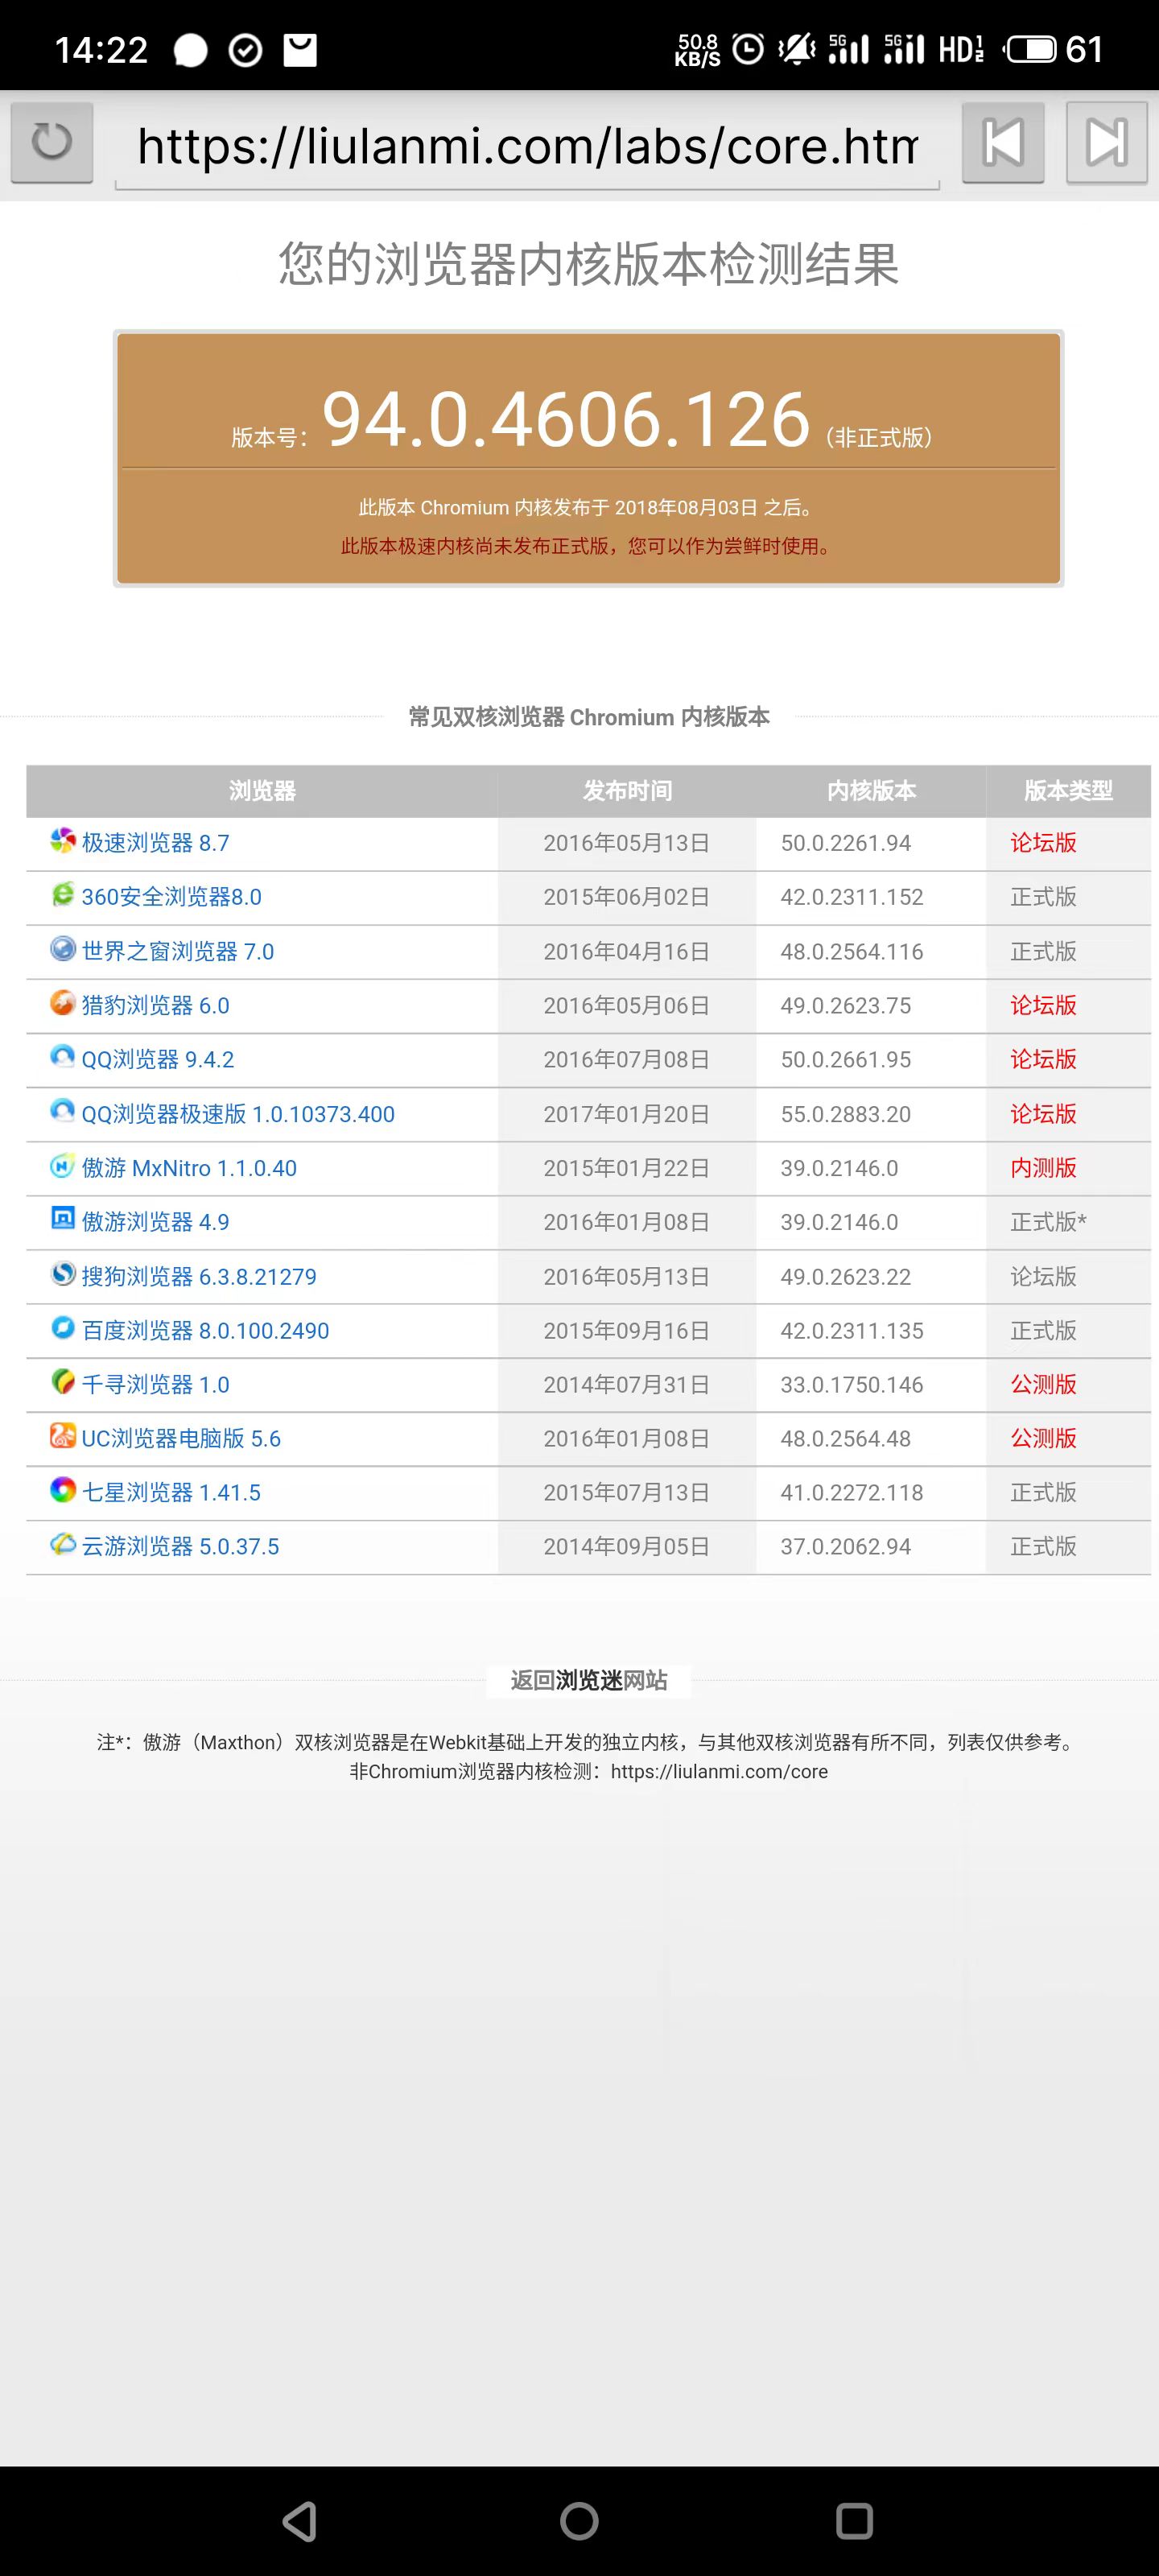 14:22 50.8 KB/S 5G 5G HD 1 2 61
https://liulanmi.com/labs/core.htm
您的浏览器内核版本检测结果
版本号：94.0.4606.126（非正式版）
此版本 Chromium 内核发布于 2018年08月03日 之后。
此版本极速内核尚未发布正式版，您可以作为尝鲜时使用。
常见双核浏览器 Chromium 内核版本
浏览器 发布时间 内核版本 版本类型
极速浏览器 8.7 2016年05月13日 50.0.2261.94 论坛版
360安全浏览器8.0 2015年06月02日 42.0.2311.152 正式版
世界之窗浏览器 7.0 2016年04月16日 48.0.2564.116 正式版
猎豹浏览器 6.0 2016年05月06日 49.0.2623.75 论坛版
QQ浏览器 9.4.2 2016年07月08日 50.0.2661.95 论坛版
QQ浏览器极速版 1.0.10373.400 2017年01月20日 55.0.2883.20 论坛版
傲游 MxNitro 1.1.0.40 2015年01月22日 39.0.2146.0 内测版
傲游浏览器 4.9 2016年01月08日 39.0.2146.0 正式版*
搜狗浏览器 6.3.8.21279 2016年05月13日 49.0.2623.22 论坛版
百度浏览器 8.0.100.2490 2015年09月16日 42.0.2311.135 正式版
千寻浏览器 1.0 2014年07月31日 33.0.1750.146 公测版
UC浏览器电脑版 5.6 2016年01月08日 48.0.2564.48 公测版
七星浏览器 1.41.5 2015年07月13日 41.0.2272.118 正式版
云游浏览器 5.0.37.5 2014年09月05日 37.0.2062.94 正式版
返回浏览迷网站
注*：傲游（Maxthon）双核浏览器是在Webkit基础上开发的独立内核，与其他双核浏览器有所不同，列表仅供参考。
非Chromium浏览器内核检测：https://liulanmi.com/core